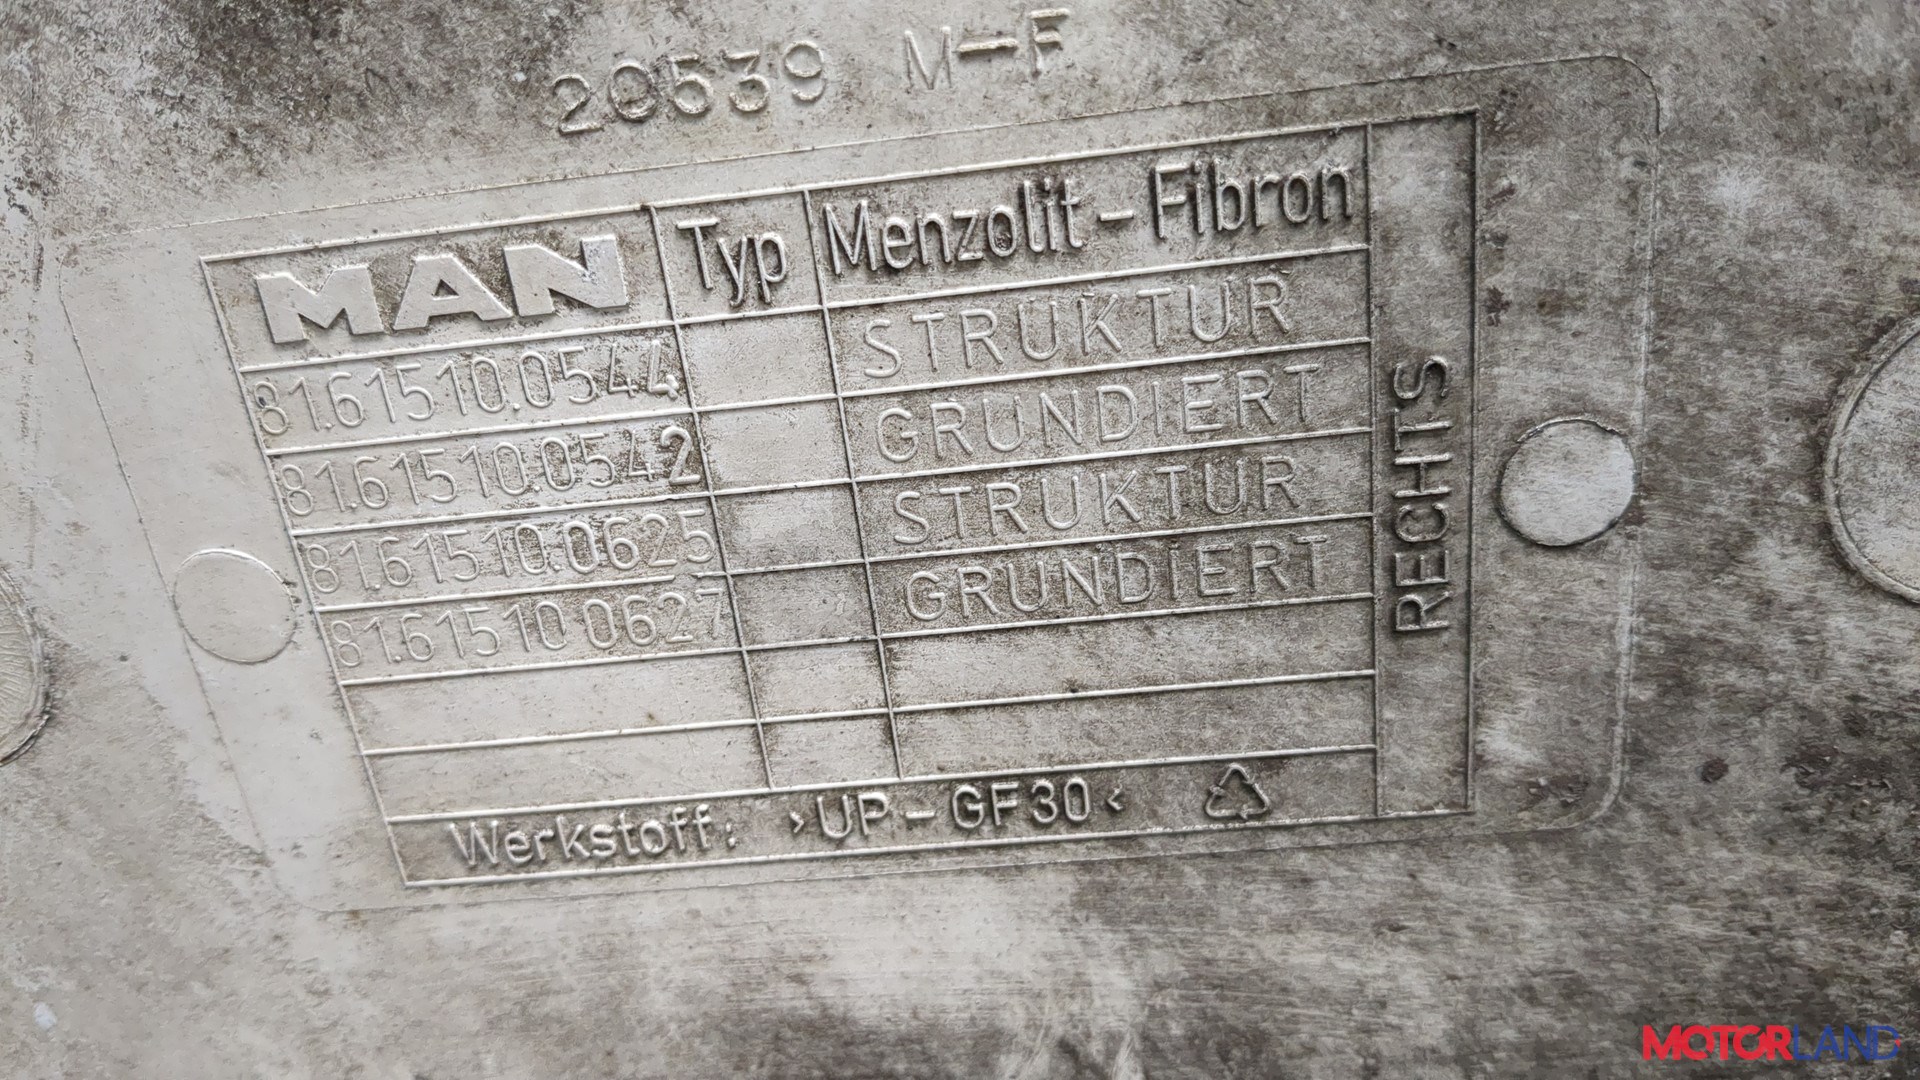 20539 M-F
MAN Typ Menzolit-Fibron
81.61510.0544 STRUKTUR
81.61510.0542 GRUNDIERT
81.61510.0625 STRUKTUR
81.61510.0627 GRUNDIERT
RECHTS
Werkstoff: >UP-GF30<
MOTORLAND